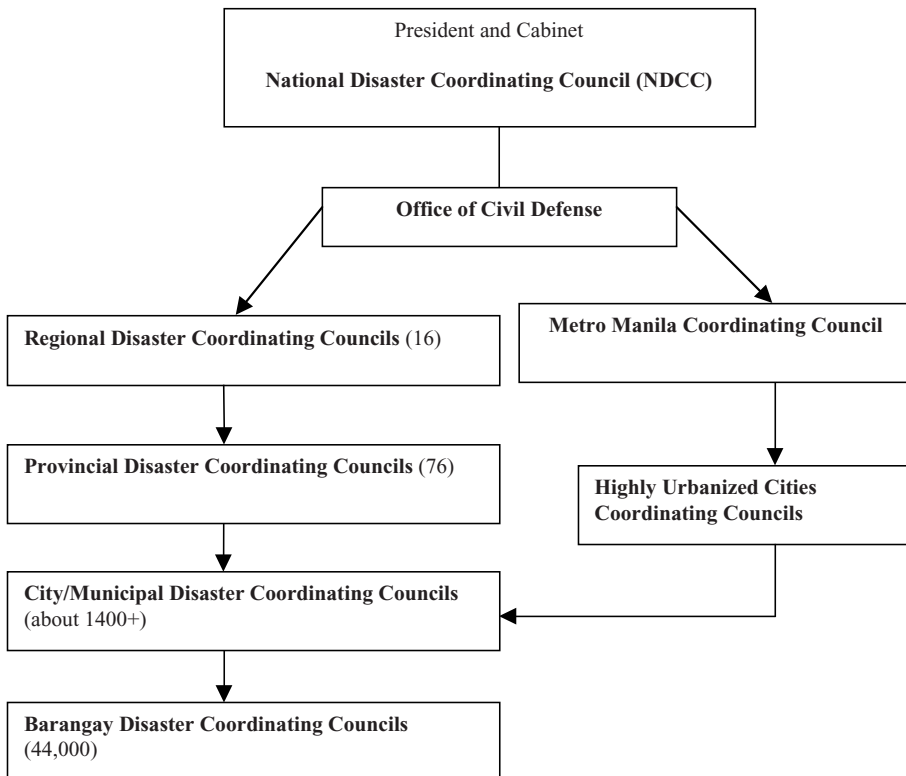 President and Cabinet
National Disaster Coordinating Council (NDCC)
Office of Civil Defense
Regional Disaster Coordinating Councils (16)
Metro Manila Coordinating Council
Provincial Disaster Coordinating Councils (76)
Highly Urbanized Cities
Coordinating Councils
City/Municipal Disaster Coordinating Councils
(about 1400+)
Barangay Disaster Coordinating Councils
(44,000)